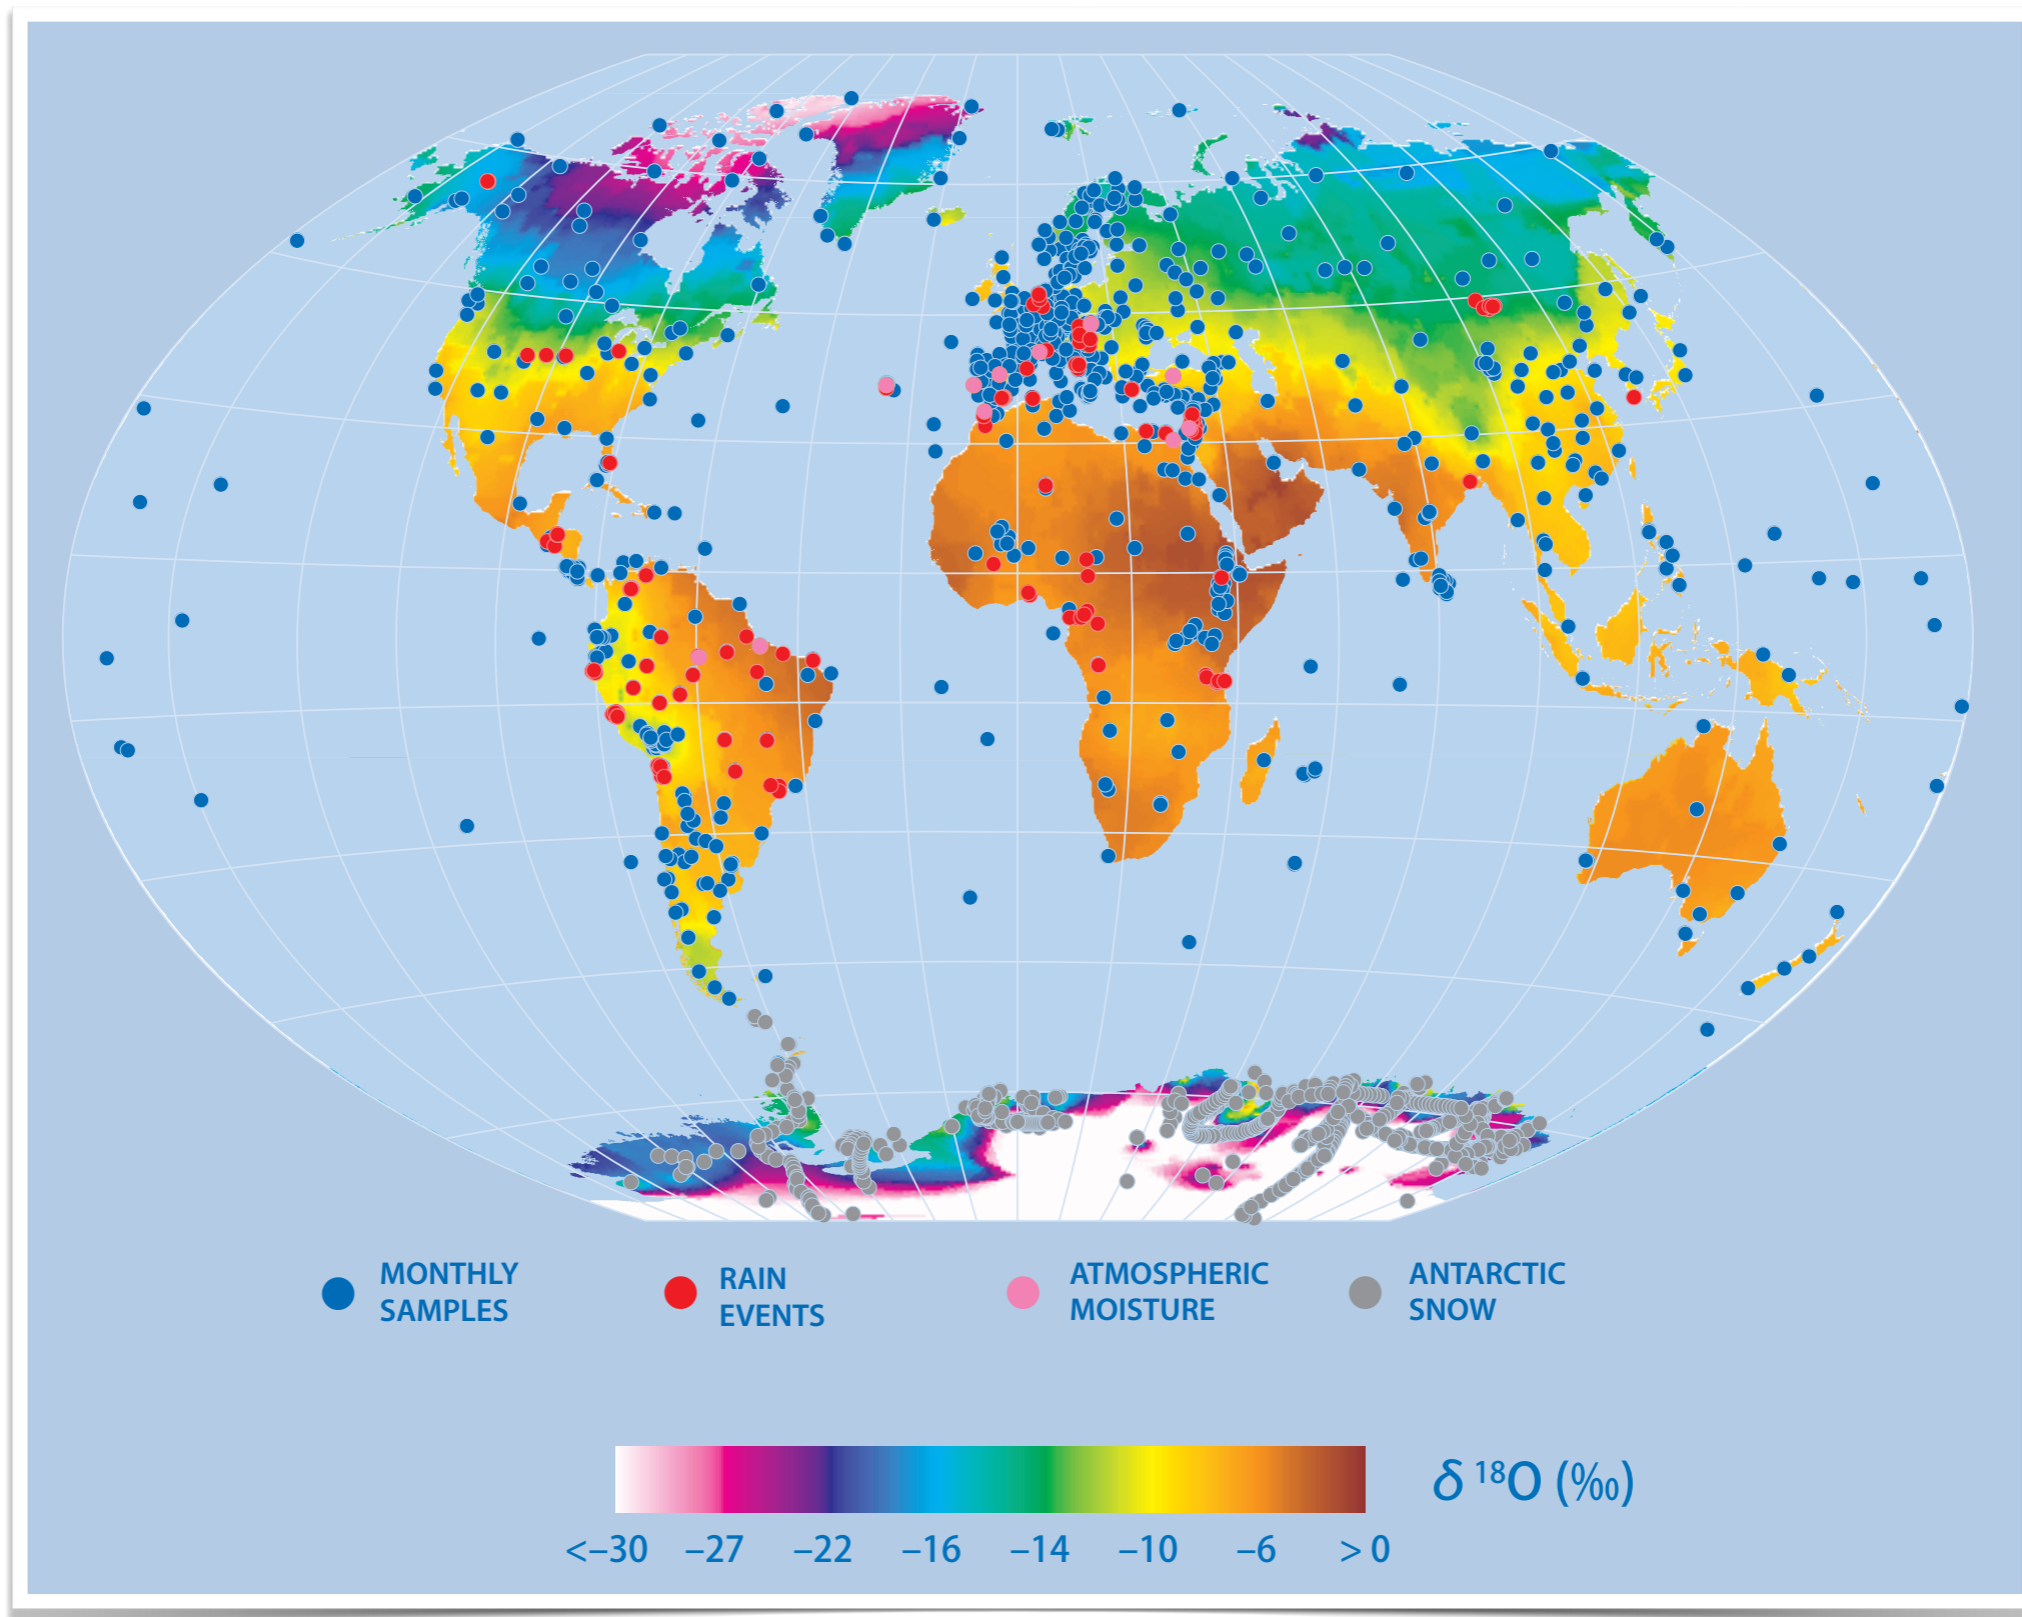 MONTHLY
SAMPLES
RAIN
EVENTS
ATMOSPHERIC
MOISTURE
ANTARCTIC
SNOW
δ ¹⁸O (‰)
<–30 –27 –22 –16 –14 –10 –6 > 0